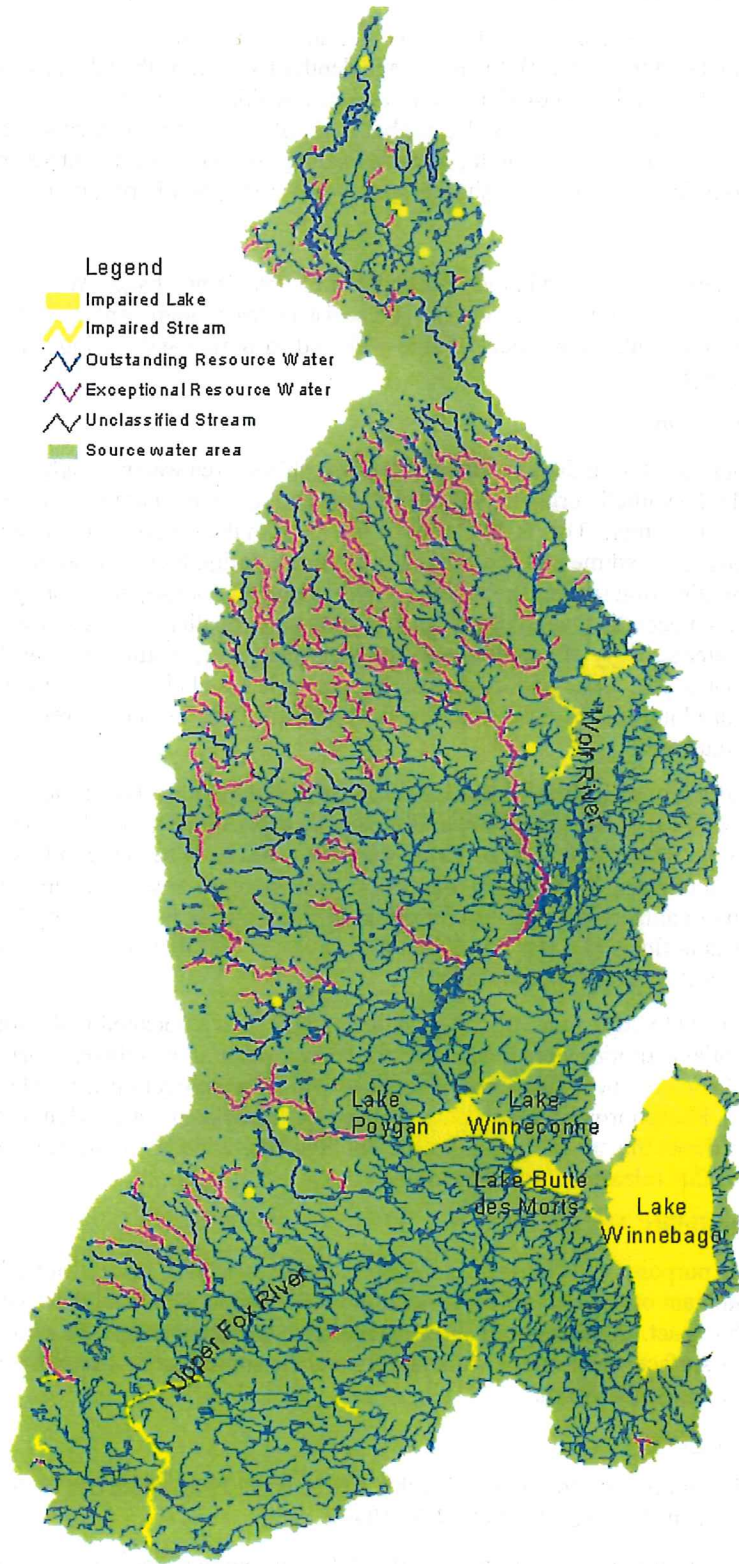 Legend
Impaired Lake
Impaired Stream
Outstanding Resource Water
Exceptional Resource Water
Unclassified Stream
Source water area
Wolf River
Lake
Poygan
Lake
Winneconne
Lake Butte
des Morts
Lake
Winnebago
Upper Fox River